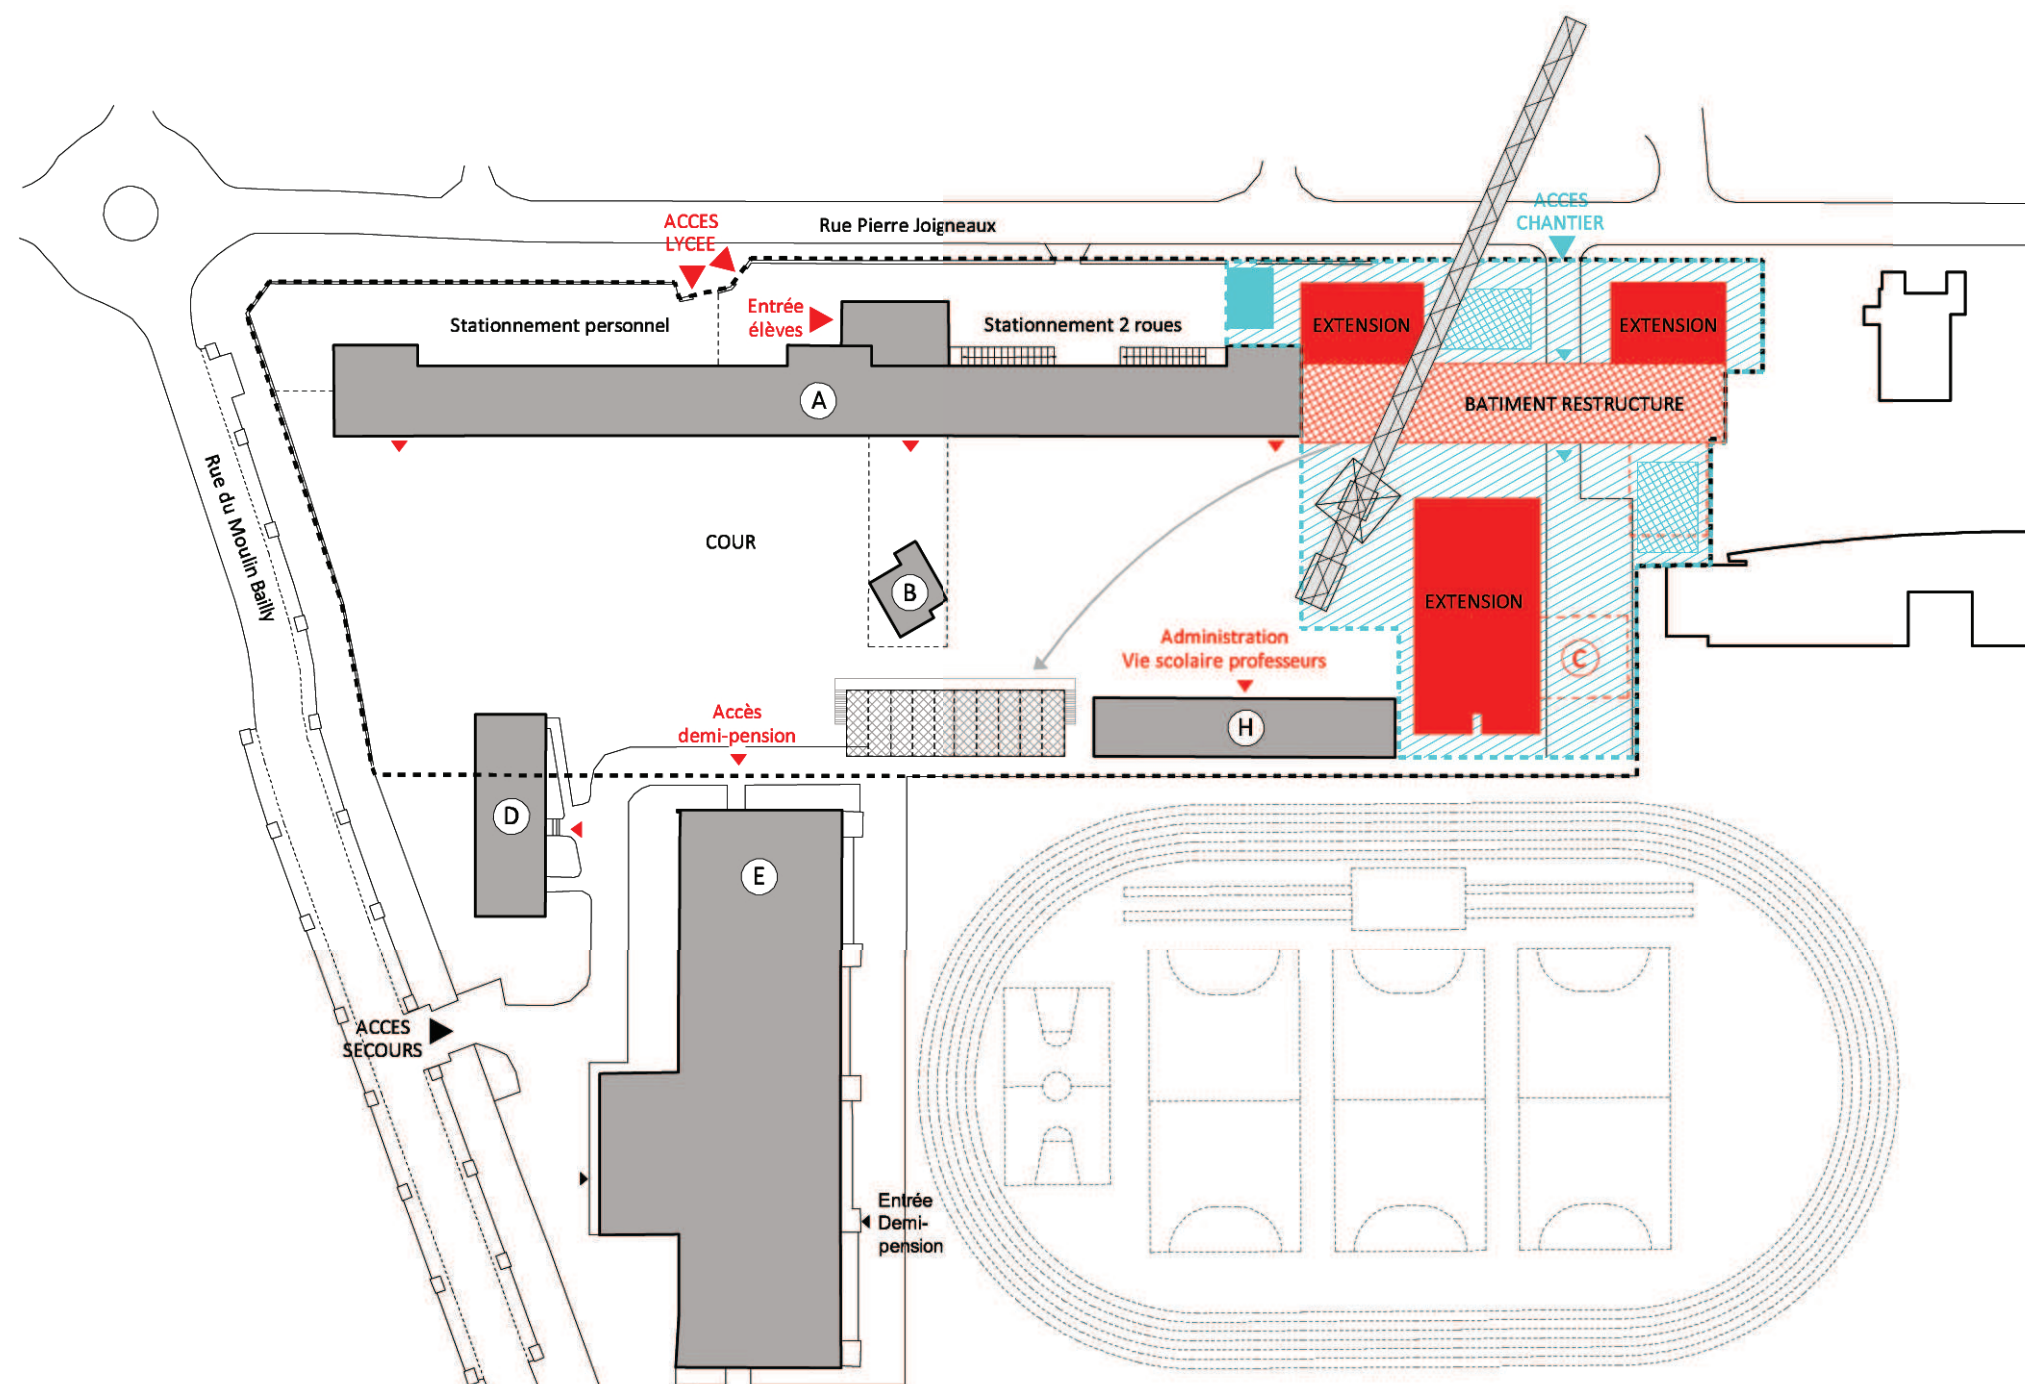 ACCES
LYCEE
Rue Pierre Joigneaux
ACCES
CHANTIER
Entrée
élèves
Stationnement personnel
Stationnement 2 roues
EXTENSION
EXTENSION
A
BATIMENT RESTRUCTURE
Rue du Moulin Bailly
COUR
B
EXTENSION
Administration
Vie scolaire professeurs
C
Accès
demi-pension
H
D
E
ACCES
SECOURS
Entrée
Demi-
pension